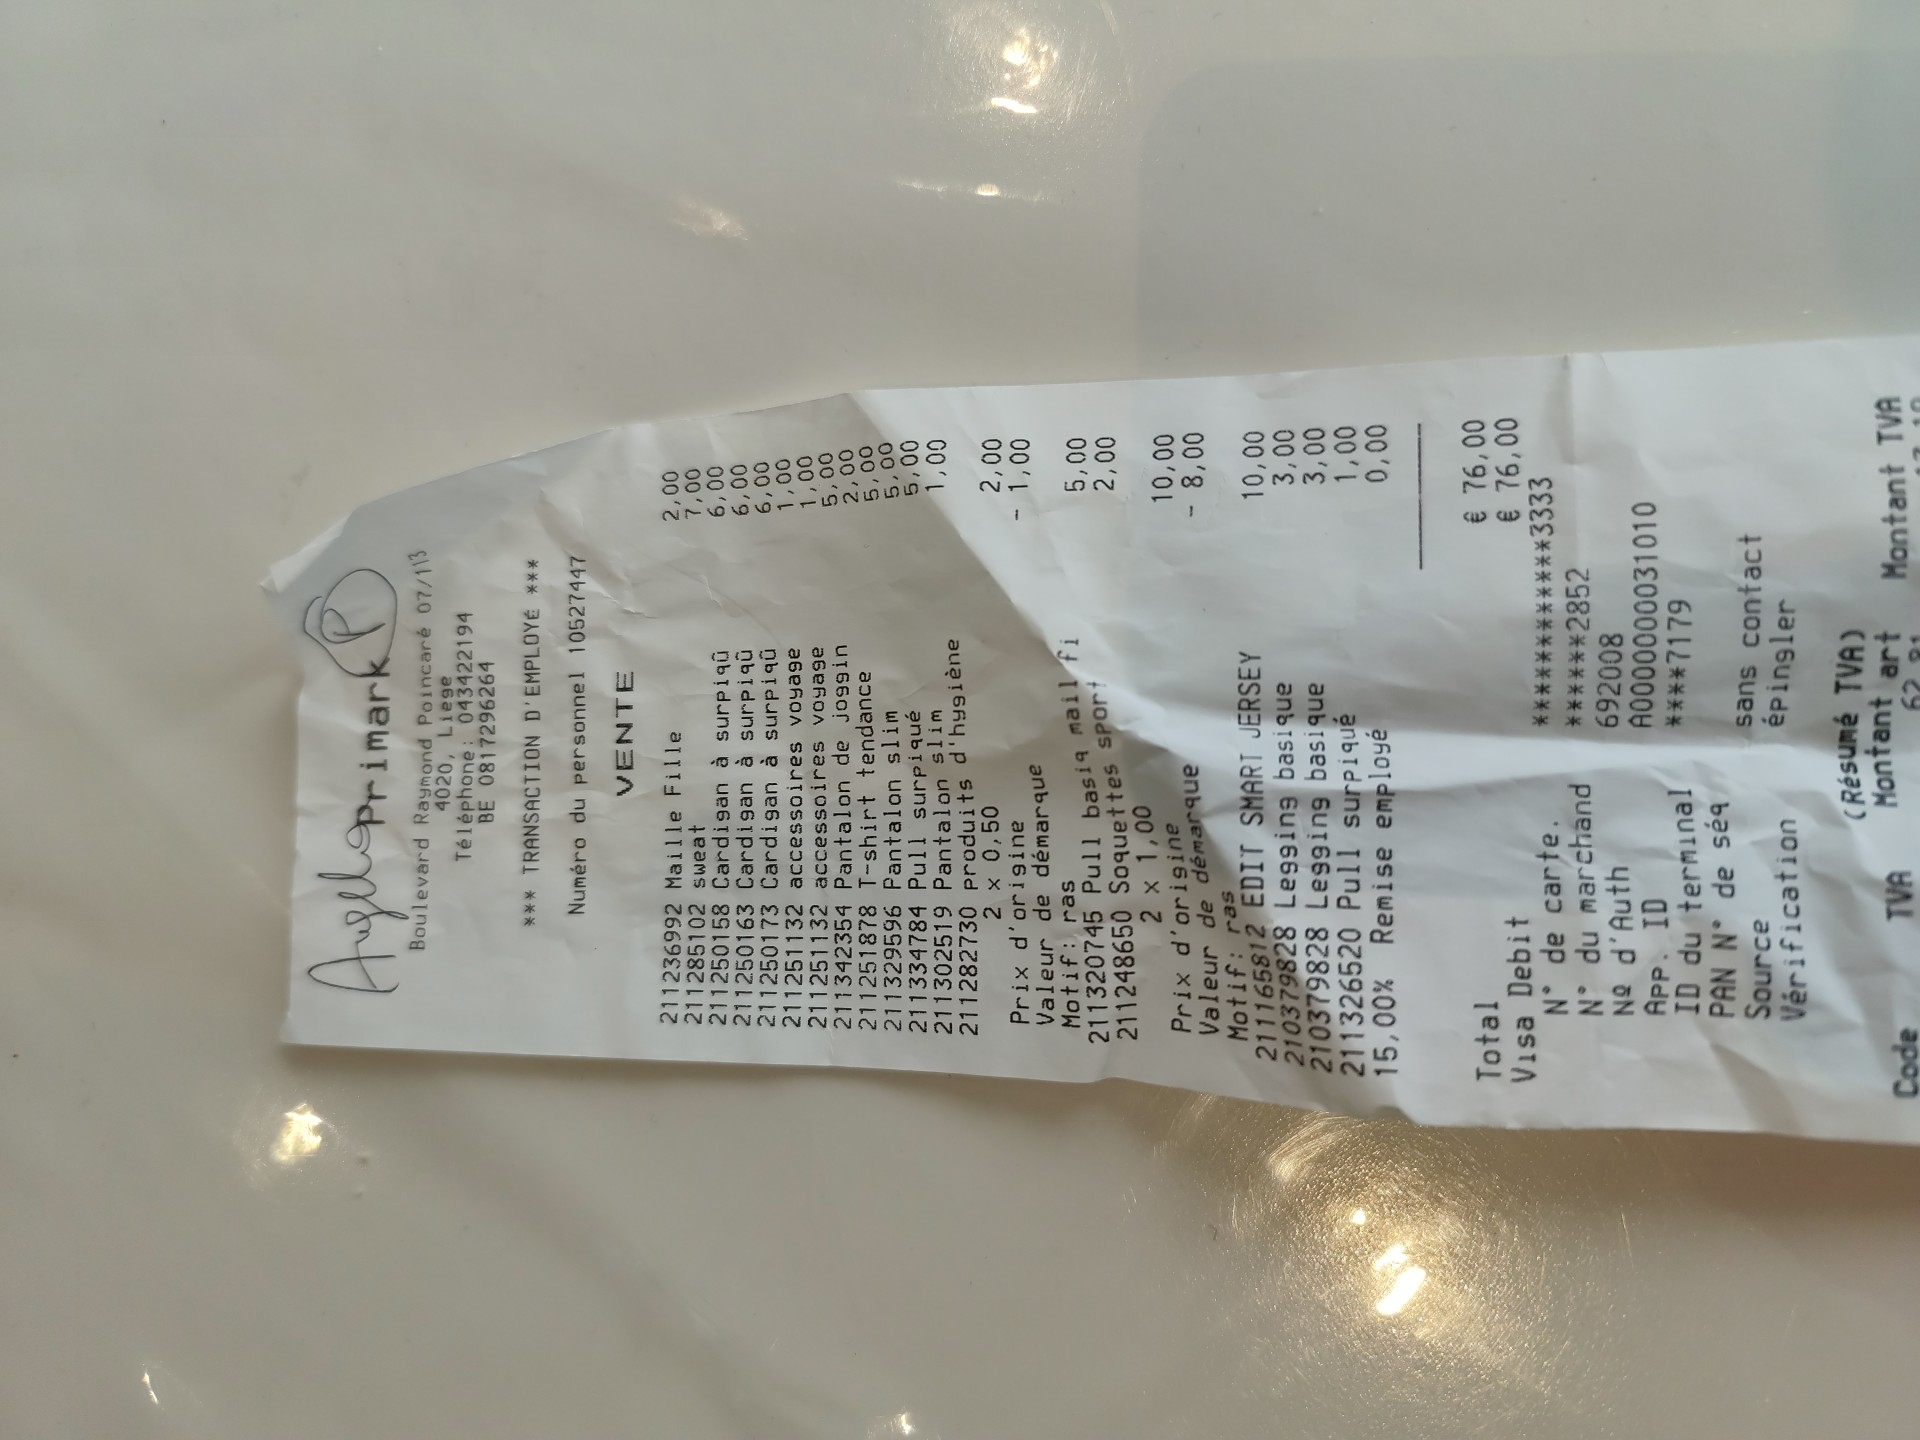 Angelo
PRIMARK P
Boulevard Raymond Poincaré 07/113
4020, Liege
Téléphone: 0434221​94
BE 0817296264
*** TRANSACTION D'EMPLOYÉ ***
Numéro du personnel 10527447
VENTE
211236992 Maille Fille 2,00
211285102 sweat 7,00
211250158 Cardigan à surpiqû 6,00
211250163 Cardigan à surpiqû 6,00
211250173 Cardigan à surpiqû 6,00
211251132 accessoires voyage 1,00
211251132 accessoires voyage 1,00
211342354 Pantalon de joggin 5,00
211251878 T-shirt tendance 2,00
211329596 Pantalon slim 5,00
211334784 Pull surpiqué 5,00
211302519 Pantalon slim 5,00
211282730 produits d'hygiène 1,00
2 x 0,50
Prix d'origine 2,00
Valeur de démarque - 1,00
Motif: ras
211320745 Pull basiq mail fi 5,00
211248650 Soquettes sport 2,00
2 x 1,00
Prix d'origine 10,00
Valeur de démarque - 8,00
Motif: ras
211165812 EDIT SMART JERSEY 10,00
210379828 Legging basique 3,00
210379828 Legging basique 3,00
211326520 Pull surpiqué 1,00
15,00% Remise employé 0,00
Total € 76,00
Visa Debit € 76,00
N° de carte. ************3333
N° du marchand ******2852
Nº d'Auth 692008
App. ID A0000000031010
ID du terminal ****7179
PAN N° de séq
Source sans contact
Vérification épingler
(Résumé TVA)
Code TVA Montant art Montant TVA